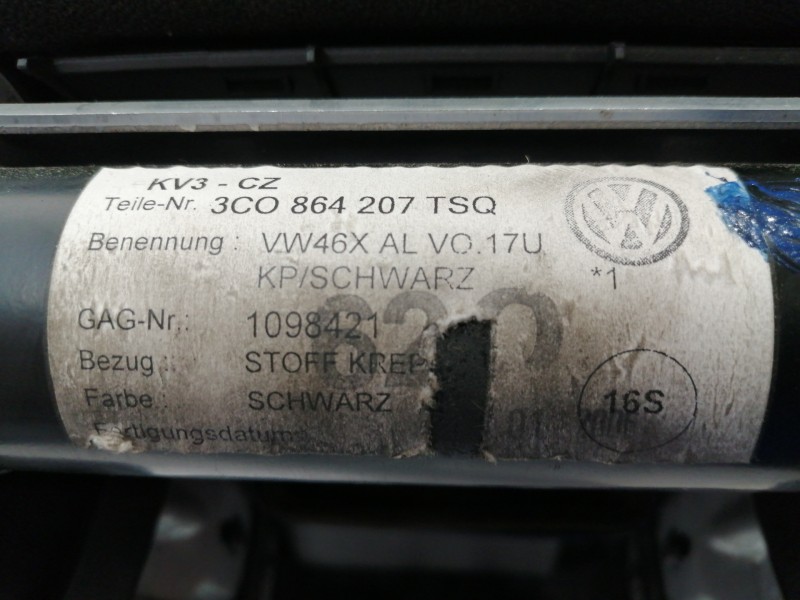 KV3 - CZ
Teile-Nr. 3CO 864 207 TSQ
Benennung : VW46X AL VO.17U
KP/SCHWARZ *1
GAG-Nr.: 1098421
Bezug : STOFF KREP
Farbe : SCHWARZ
16S
Fertigungsdatum: